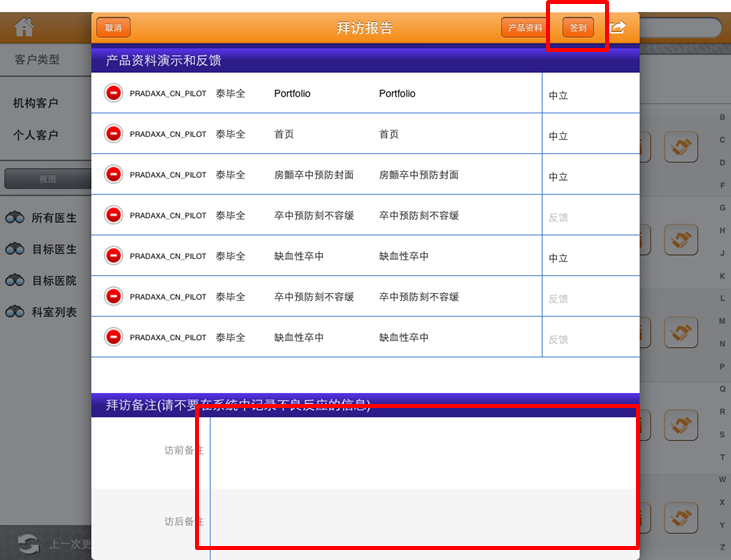 取消
拜访报告
产品资料
签到
客户类型
机构客户
个人客户
视图
所有医生
目标医生
目标医院
科室列表
上一次更
产品资料演示和反馈
PRADAXA_CN_PILOT 泰毕全 Portfolio Portfolio 中立
PRADAXA_CN_PILOT 泰毕全 首页 首页 中立
PRADAXA_CN_PILOT 泰毕全 房颤卒中预防封面 房颤卒中预防封面 中立
PRADAXA_CN_PILOT 泰毕全 卒中预防刻不容缓 卒中预防刻不容缓 反馈
PRADAXA_CN_PILOT 泰毕全 缺血性卒中 缺血性卒中 中立
PRADAXA_CN_PILOT 泰毕全 卒中预防刻不容缓 卒中预防刻不容缓 反馈
PRADAXA_CN_PILOT 泰毕全 缺血性卒中 缺血性卒中 反馈
拜访备注(请不要在系统中记录不良反应的信息)
访前备注
访后备注
B
C
D
F
G
H
J
K
L
M
N
P
Q
R
S
T
W
X
Y
Z